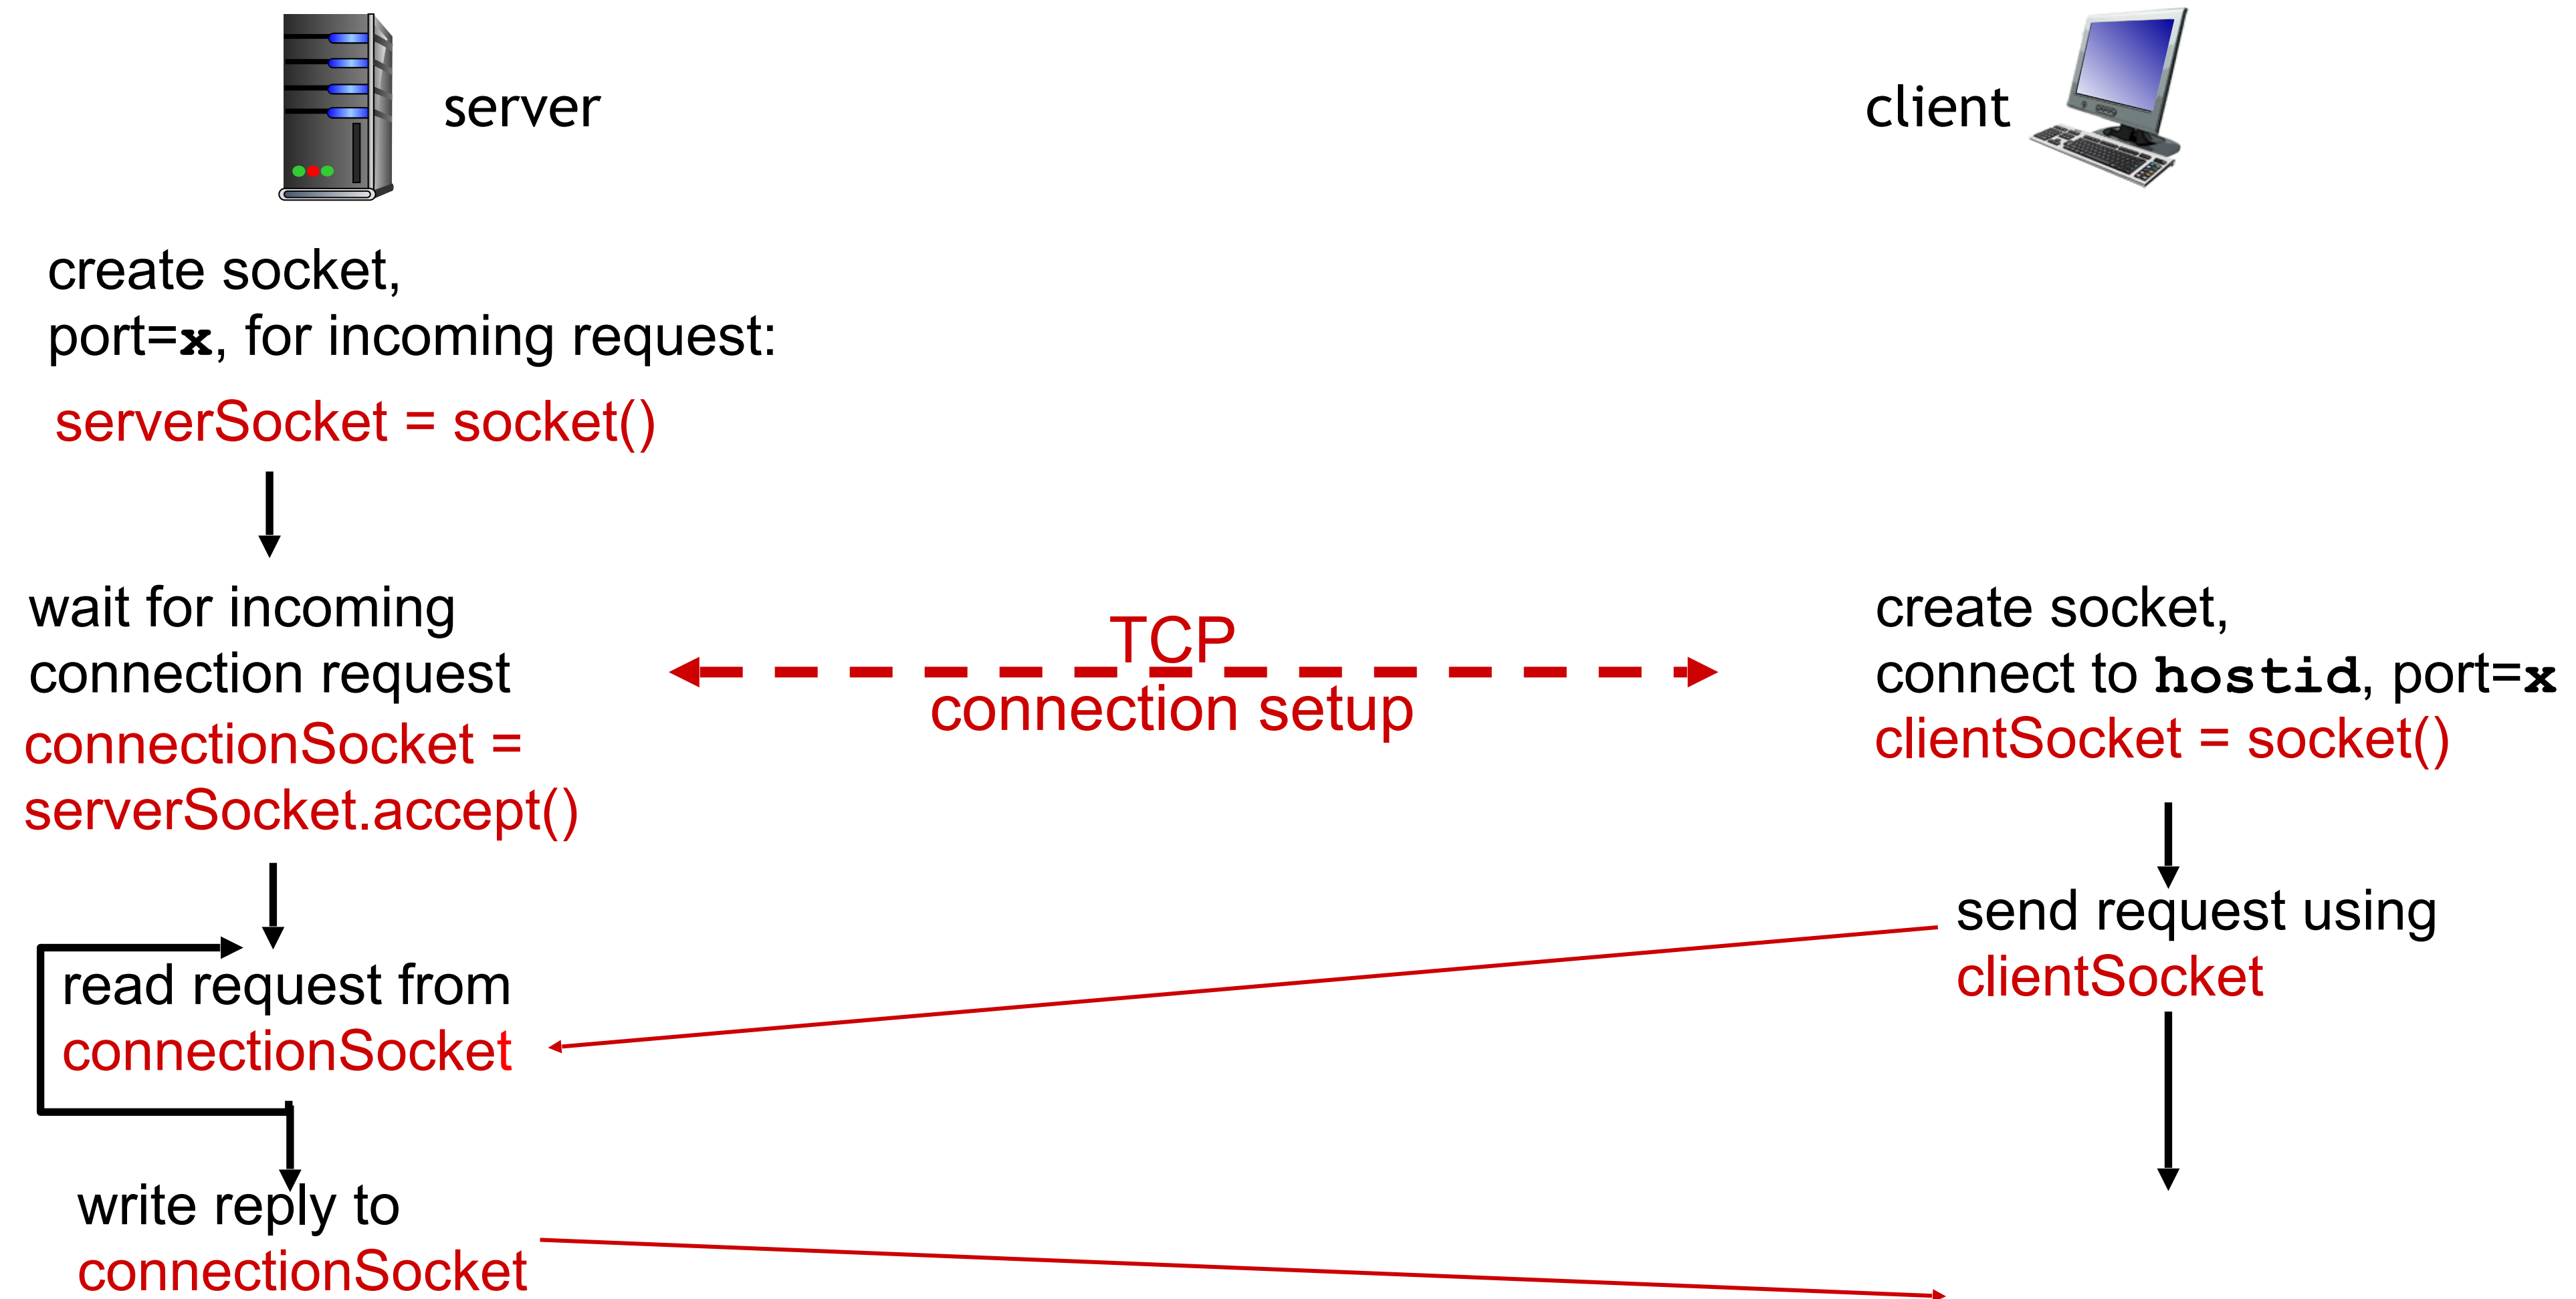 server
client
create socket,
port=x, for incoming request:
serverSocket = socket()
wait for incoming
connection request
connectionSocket =
serverSocket.accept()
TCP
connection setup
create socket,
connect to hostid, port=x
clientSocket = socket()
send request using
clientSocket
read request from
connectionSocket
write reply to
connectionSocket